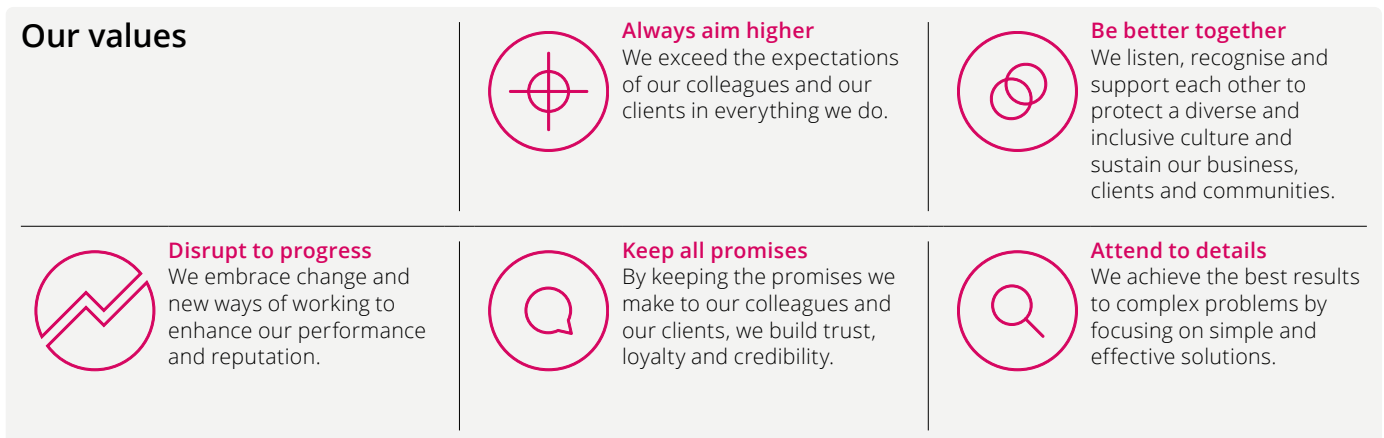 Our values
Always aim higher
We exceed the expectations
of our colleagues and our
clients in everything we do.
Be better together
We listen, recognise and
support each other to
protect a diverse and
inclusive culture and
sustain our business,
clients and communities.
Disrupt to progress
We embrace change and
new ways of working to
enhance our performance
and reputation.
Keep all promises
By keeping the promises we
make to our colleagues and
our clients, we build trust,
loyalty and credibility.
Attend to details
We achieve the best results
to complex problems by
focusing on simple and
effective solutions.